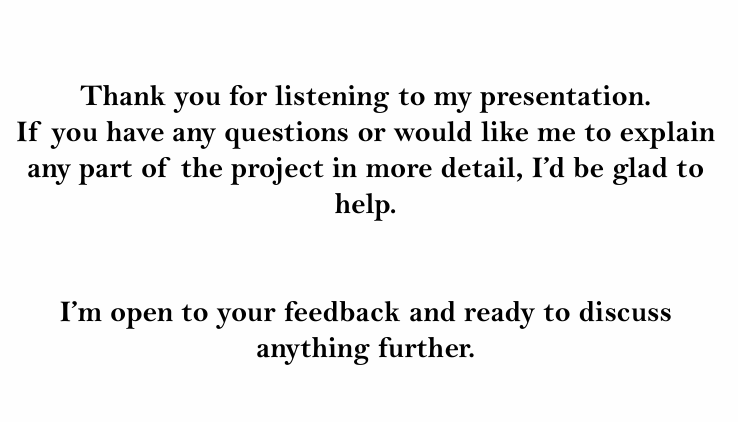 Thank you for listening to my presentation.
If you have any questions or would like me to explain
any part of the project in more detail, I’d be glad to
help.
I’m open to your feedback and ready to discuss
anything further.